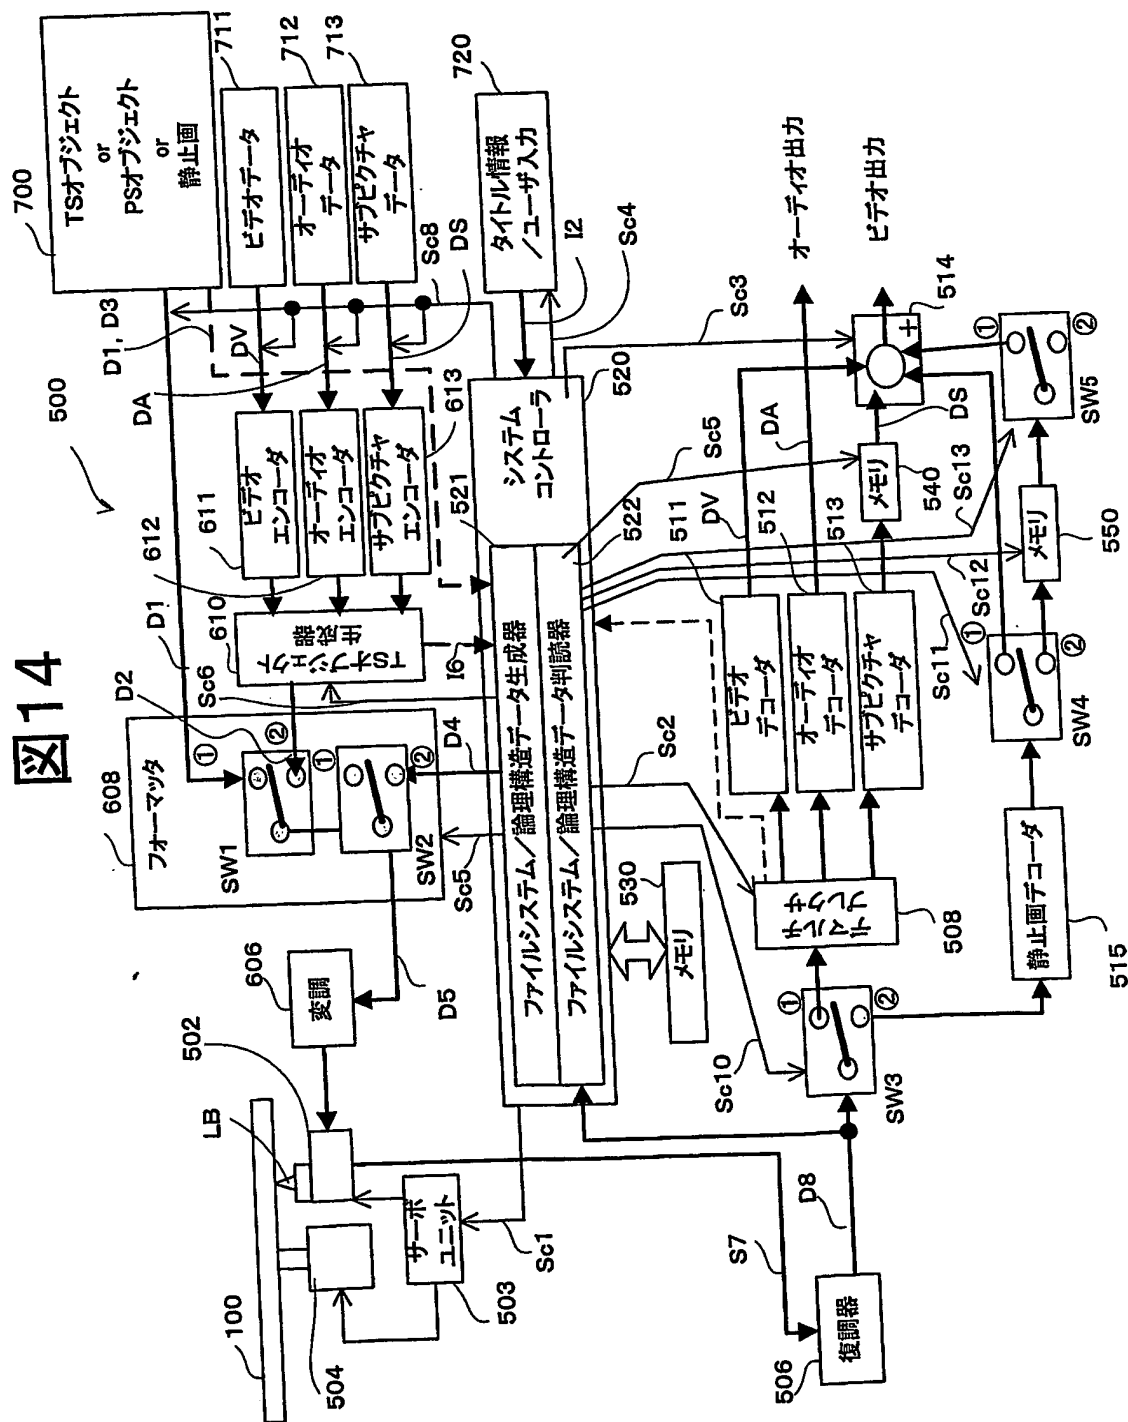 図14
500
700
TSオブジェクト
or
PSオブジェクト
or
静止画
711
ビデオデータ
712
オーディオ
データ
713
サブピクチャ
データ
720
タイトル情報
/ユーザ入力
D1, D3
DV
DA
DS
Sc8
I2
Sc4
611
ビデオ
エンコーダ
612
オーディオ
エンコーダ
613
サブピクチャ
エンコーダ
610
TSオブジェクト
生成器
D1
Sc6
D2
I6
608
フォーマッタ
①
②
SW1
①
②
SW2
D4
Sc5
D5
606
変調
502
LB
100
504
サーボ
ユニット
503
Sc1
S7
D8
復調器
506
520
システム
コントローラ
521
ファイルシステム/論理構造データ生成器
522
ファイルシステム/論理構造データ判読器
530
メモリ
Sc2
Sc10
SW3
①
②
デマルチ
プレクサ
508
511
ビデオ
デコーダ
512
オーディオ
デコーダ
513
サブピクチャ
デコーダ
DV
DA
Sc5
Sc3
メモリ
540
DS
514
+
オーディオ出力
ビデオ出力
静止画デコーダ
515
Sc11
Sc12
Sc13
SW4
①
②
メモリ
550
SW5
①
②